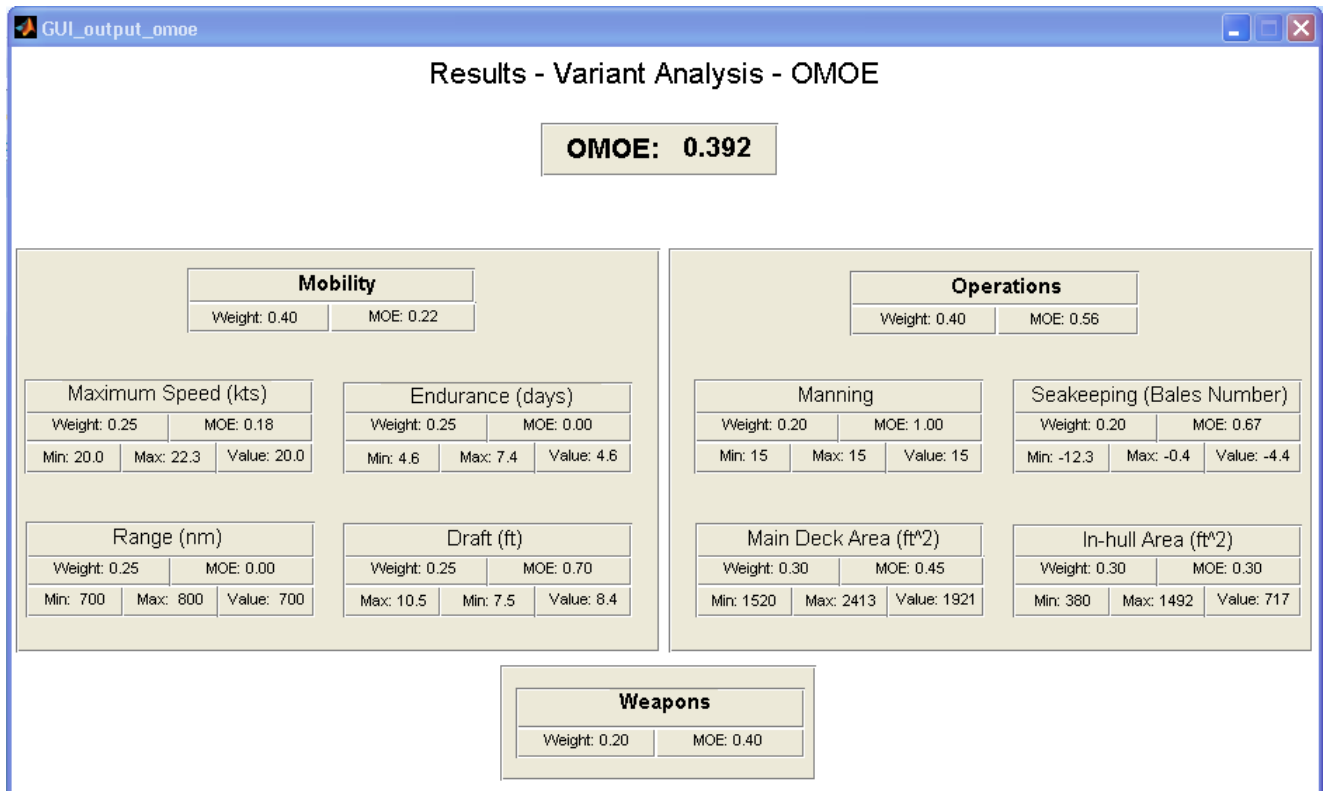 GUI_output_omoe
Results - Variant Analysis - OMOE
OMOE: 0.392
Mobility
Weight: 0.40 MOE: 0.22
Maximum Speed (kts)
Weight: 0.25 MOE: 0.18
Min: 20.0 Max: 22.3 Value: 20.0
Endurance (days)
Weight: 0.25 MOE: 0.00
Min: 4.6 Max: 7.4 Value: 4.6
Range (nm)
Weight: 0.25 MOE: 0.00
Min: 700 Max: 800 Value: 700
Draft (ft)
Weight: 0.25 MOE: 0.70
Max: 10.5 Min: 7.5 Value: 8.4
Operations
Weight: 0.40 MOE: 0.56
Manning
Weight: 0.20 MOE: 1.00
Min: 15 Max: 15 Value: 15
Seakeeping (Bales Number)
Weight: 0.20 MOE: 0.67
Min: -12.3 Max: -0.4 Value: -4.4
Main Deck Area (ft^2)
Weight: 0.30 MOE: 0.45
Min: 1520 Max: 2413 Value: 1921
In-hull Area (ft^2)
Weight: 0.30 MOE: 0.30
Min: 380 Max: 1492 Value: 717
Weapons
Weight: 0.20 MOE: 0.40